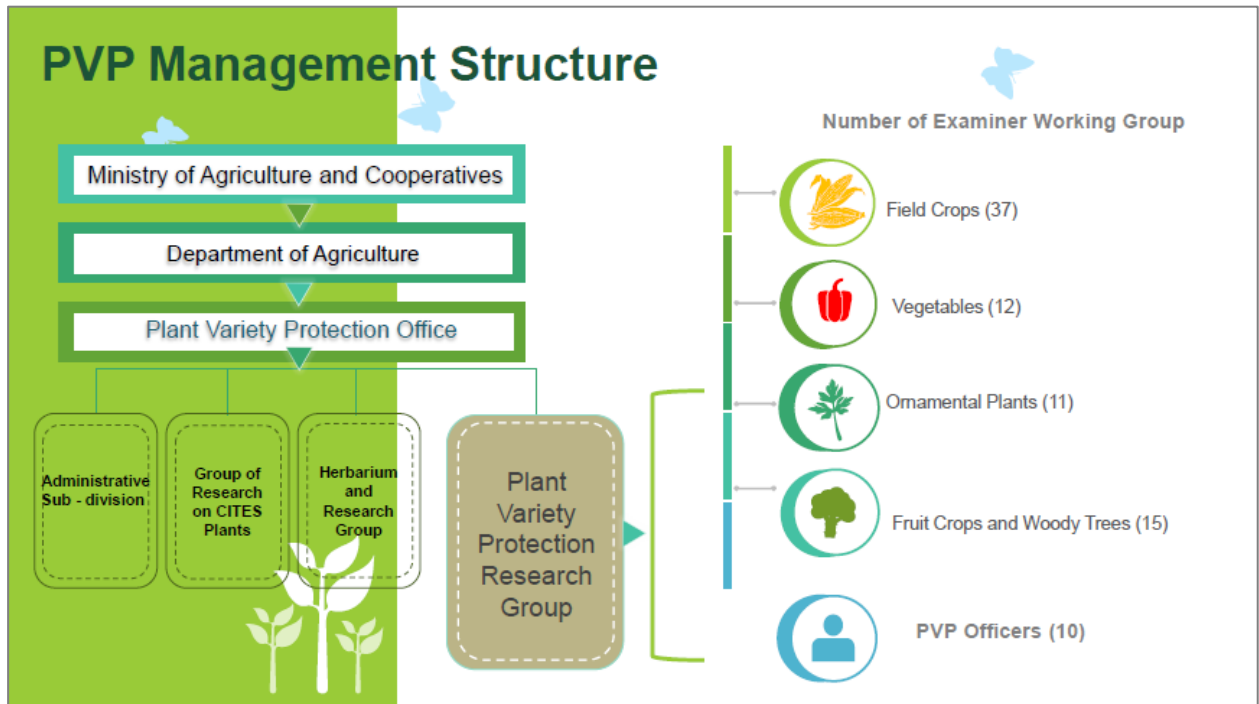 PVP Management Structure
Number of Examiner Working Group
Ministry of Agriculture and Cooperatives
Department of Agriculture
Plant Variety Protection Office
Administrative
Sub - division
Group of
Research
on CITES
Plants
Herbarium
and
Research
Group
Plant
Variety
Protection
Research
Group
Field Crops (37)
Vegetables (12)
Ornamental Plants (11)
Fruit Crops and Woody Trees (15)
PVP Officers (10)